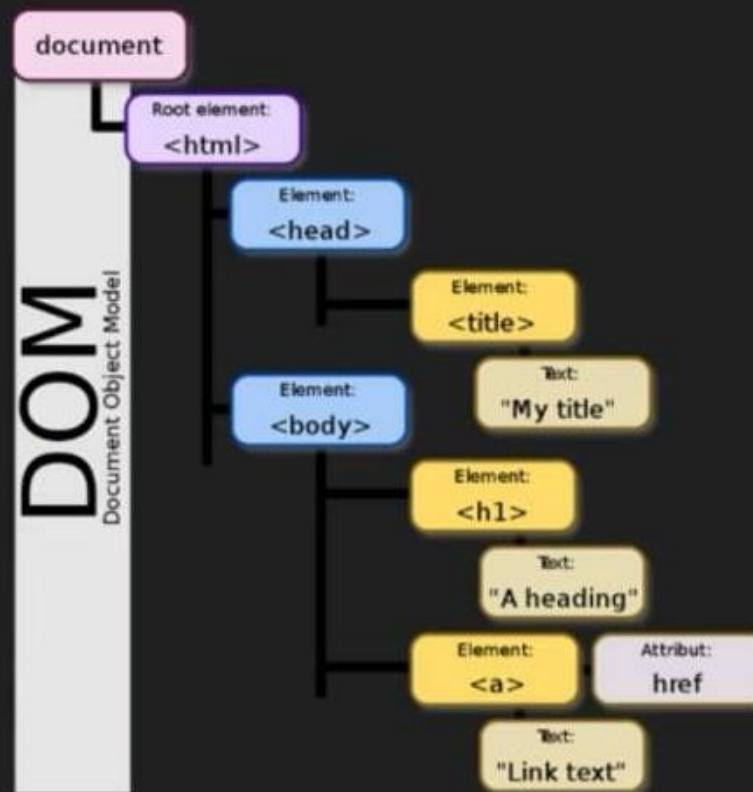 document
Root element:
<html>
Element:
<head>
Element:
<title>
Text:
"My title"
Element:
<body>
Element:
<h1>
Text:
"A heading"
Element:
<a>
Attribut:
href
Text:
"Link text"
DOM
Document Object Model